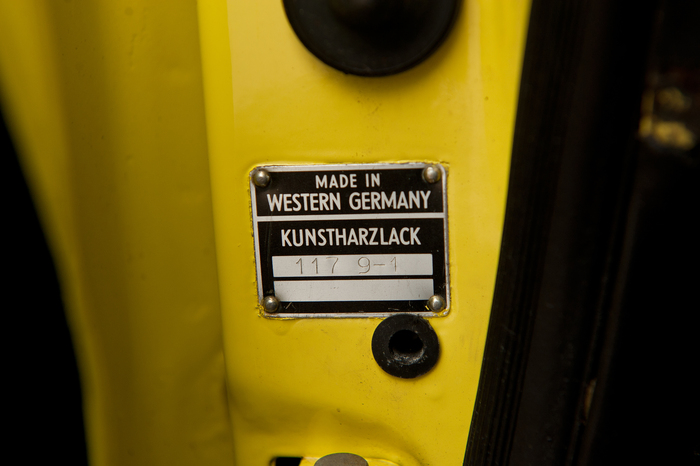 MADE IN
WESTERN GERMANY
KUNSTHARZLACK
117 9-1